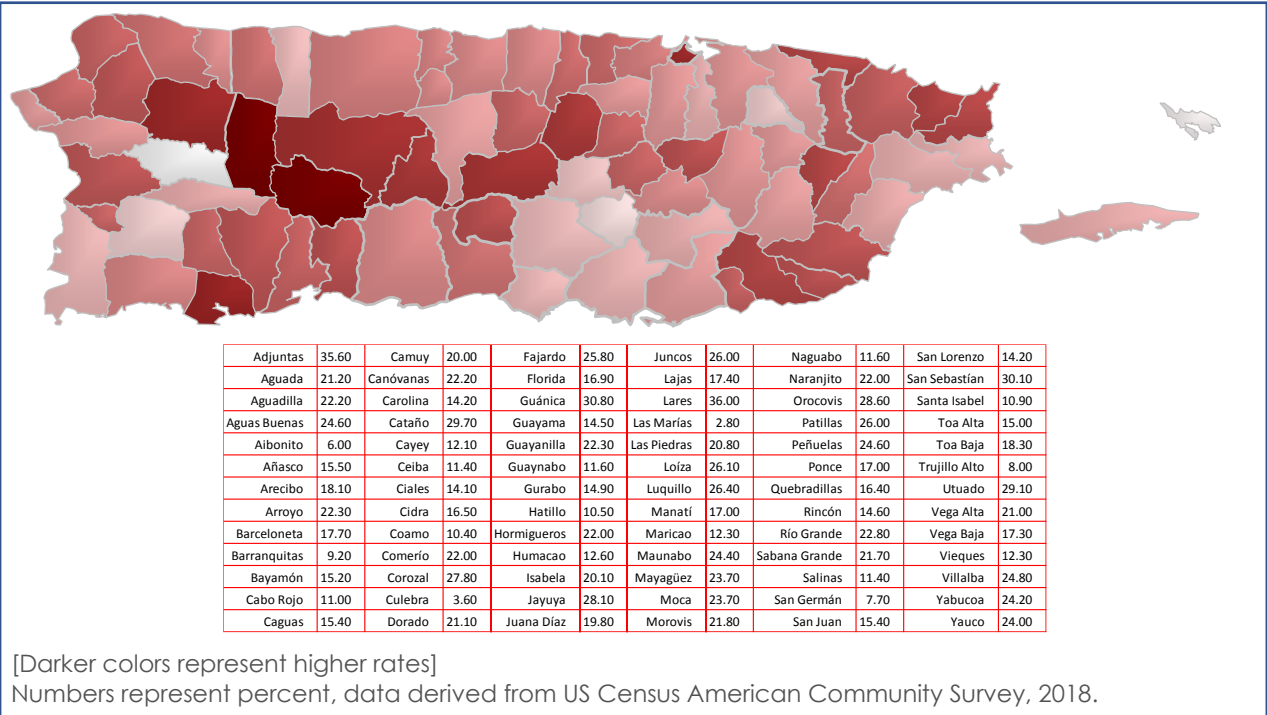 Adjuntas 35.60 Camuy 20.00 Fajardo 25.80 Juncos 26.00 Naguabo 11.60 San Lorenzo 14.20
Aguada 21.20 Canóvanas 22.20 Florida 16.90 Lajas 17.40 Naranjito 22.00 San Sebastían 30.10
Aguadilla 22.20 Carolina 14.20 Guánica 30.80 Lares 36.00 Orocovis 28.60 Santa Isabel 10.90
Aguas Buenas 24.60 Cataño 29.70 Guayama 14.50 Las Marías 2.80 Patillas 26.00 Toa Alta 15.00
Aibonito 6.00 Cayey 12.10 Guayanilla 22.30 Las Piedras 20.80 Peñuelas 24.60 Toa Baja 18.30
Añasco 15.50 Ceiba 11.40 Guaynabo 11.60 Loíza 26.10 Ponce 17.00 Trujillo Alto 8.00
Arecibo 18.10 Ciales 14.10 Gurabo 14.90 Luquillo 26.40 Quebradillas 16.40 Utuado 29.10
Arroyo 22.30 Cidra 16.50 Hatillo 10.50 Manatí 17.00 Rincón 14.60 Vega Alta 21.00
Barceloneta 17.70 Coamo 10.40 Hormigueros 22.00 Maricao 12.30 Río Grande 22.80 Vega Baja 17.30
Barranquitas 9.20 Comerío 22.00 Humacao 12.60 Maunabo 24.40 Sabana Grande 21.70 Vieques 12.30
Bayamón 15.20 Corozal 27.80 Isabela 20.10 Mayagüez 23.70 Salinas 11.40 Villalba 24.80
Cabo Rojo 11.00 Culebra 3.60 Jayuya 28.10 Moca 23.70 San Germán 7.70 Yabucoa 24.20
Caguas 15.40 Dorado 21.10 Juana Díaz 19.80 Morovis 21.80 San Juan 15.40 Yauco 24.00
[Darker colors represent higher rates]
Numbers represent percent, data derived from US Census American Community Survey, 2018.